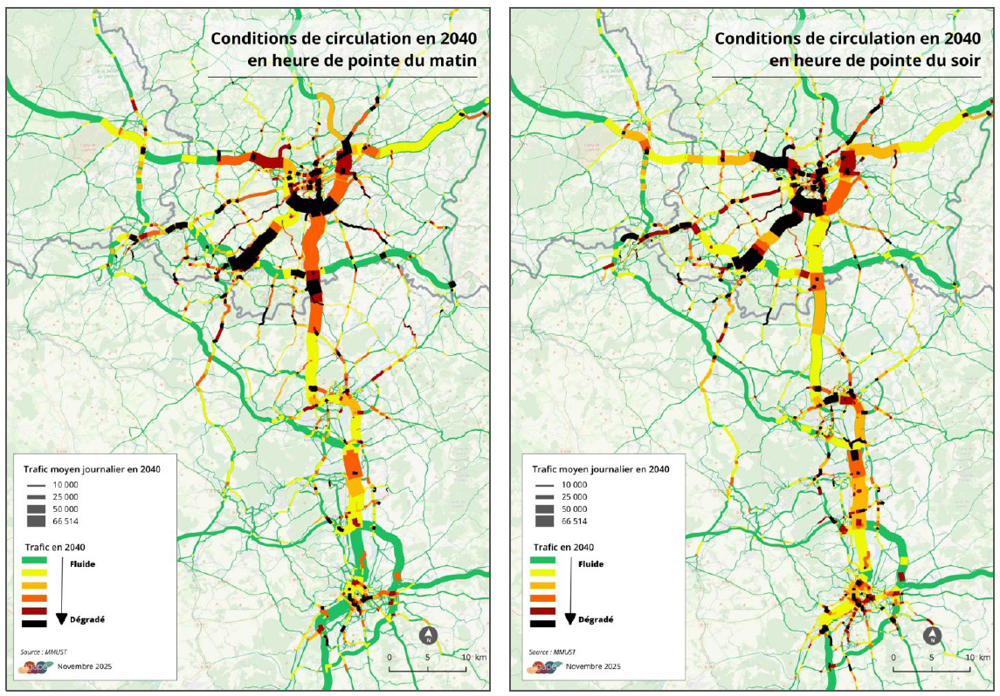 Conditions de circulation en 2040
en heure de pointe du matin
Trafic moyen journalier en 2040
10 000
25 000
50 000
66 514
Trafic en 2040
Fluide
Dégradé
Source : MMUST
agape
Novembre 2025
N
0 5 10 km
Conditions de circulation en 2040
en heure de pointe du soir
Trafic moyen journalier en 2040
10 000
25 000
50 000
66 514
Trafic en 2040
Fluide
Dégradé
Source : MMUST
agape
Novembre 2025
N
0 5 10 km